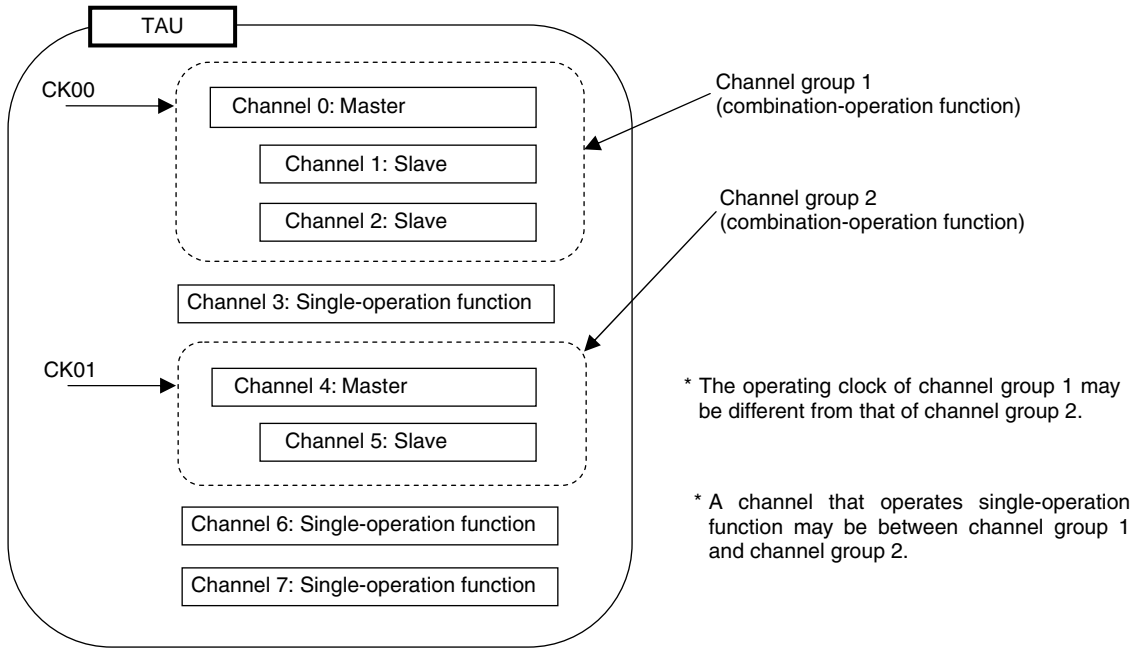 TAU
CK00
Channel 0: Master
Channel 1: Slave
Channel 2: Slave
Channel group 1
(combination-operation function)
Channel group 2
(combination-operation function)
Channel 3: Single-operation function
CK01
Channel 4: Master
Channel 5: Slave
* The operating clock of channel group 1 may
be different from that of channel group 2.
Channel 6: Single-operation function
Channel 7: Single-operation function
* A channel that operates single-operation
function may be between channel group 1
and channel group 2.